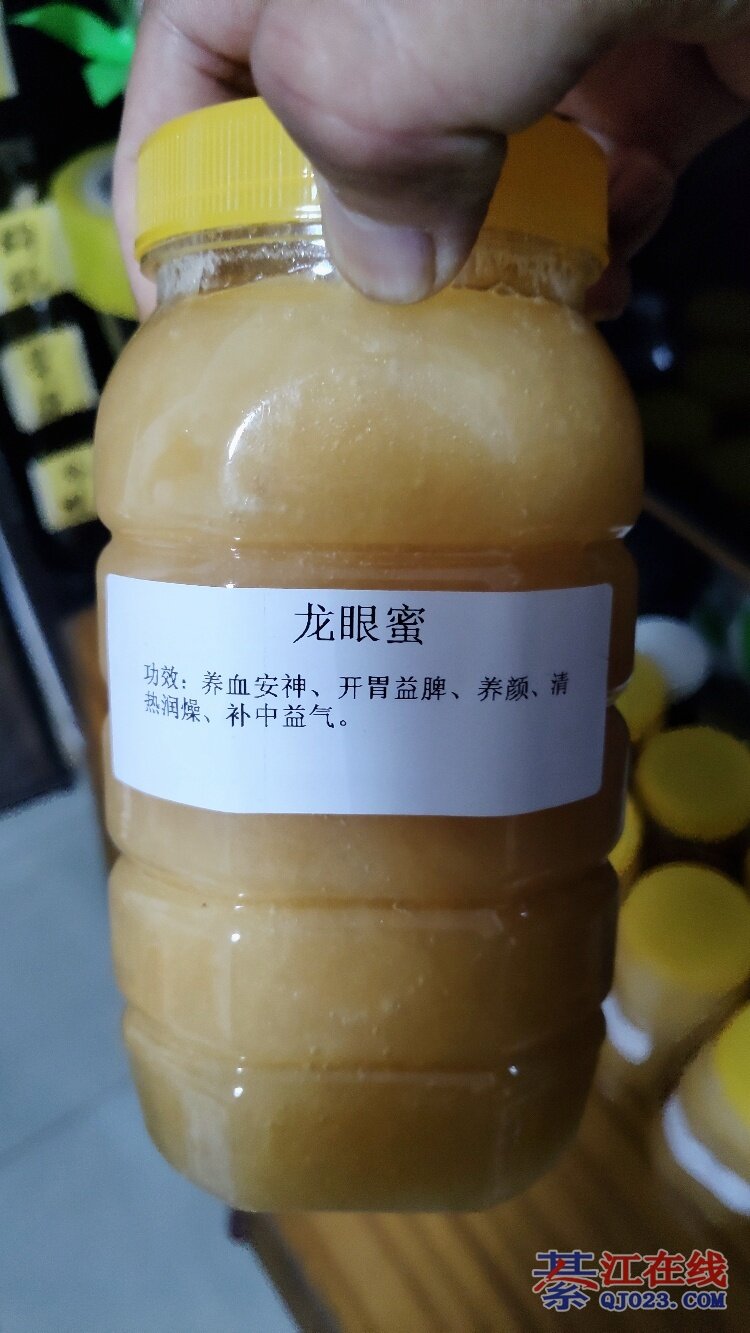 龙眼蜜
功效：养血安神、开胃益脾、养颜、清
热润燥、补中益气。
綦江在线
QJ023.COM